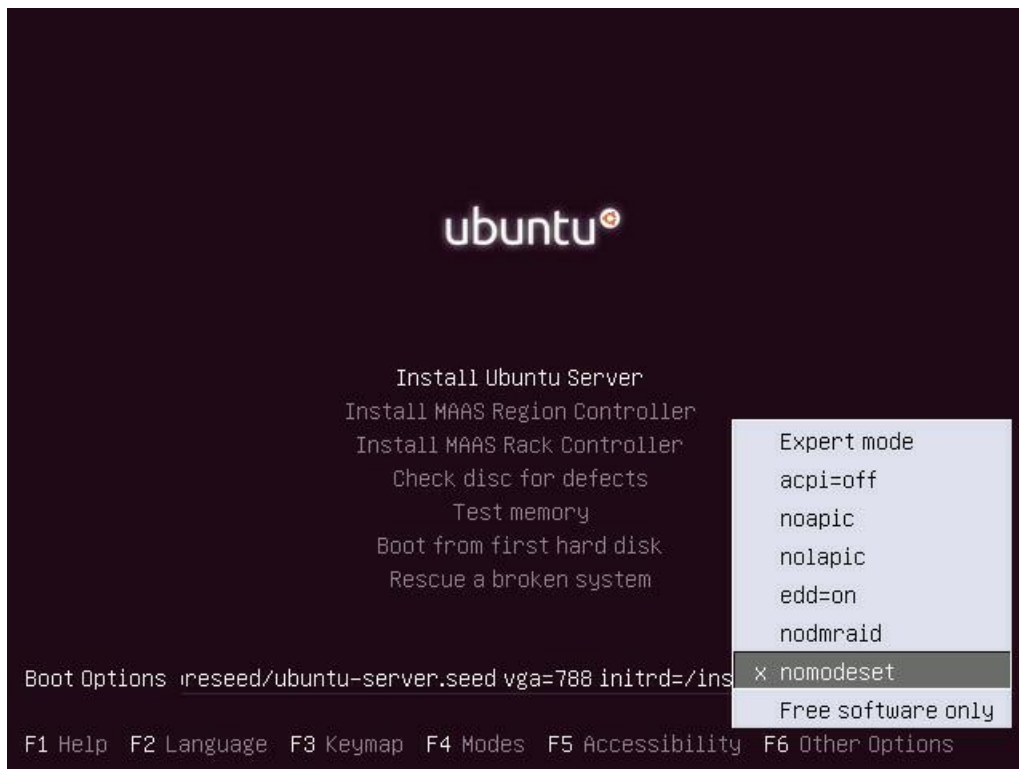 ubuntu
Install Ubuntu Server
Install MAAS Region Controller
Install MAAS Rack Controller
Check disc for defects
Test memory
Boot from first hard disk
Rescue a broken system
Expert mode
acpi=off
noapic
nolapic
edd=on
nodmraid
x nomodeset
Free software only
Boot Options reseed/ubuntu-server.seed vga=788 initrd=/ins
F1 Help F2 Language F3 Keymap F4 Modes F5 Accessibility F6 Other Options